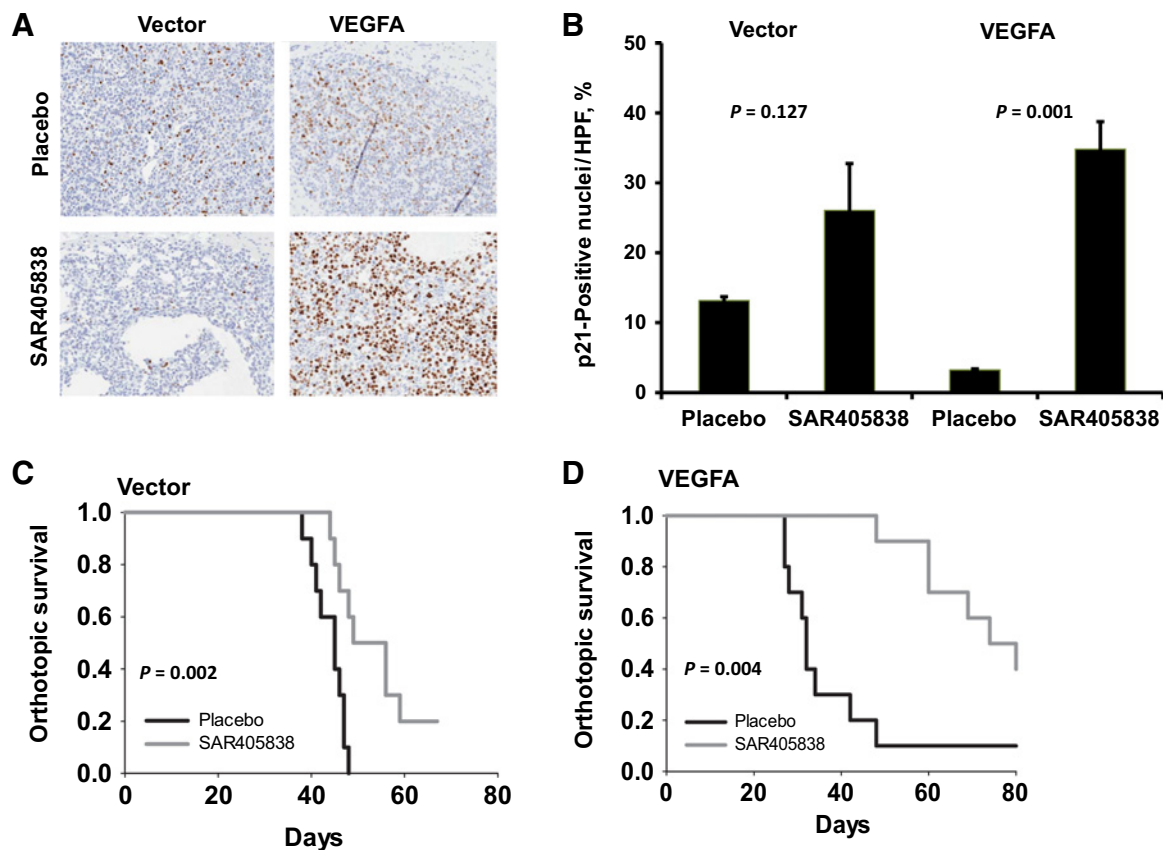 A
Vector
VEGFA
Placebo
SAR405838
B
Vector
VEGFA
p21-Positive nuclei/HPF, %
50
40
30
20
10
0
P = 0.127
P = 0.001
Placebo
SAR405838
Placebo
SAR405838
C
Vector
Orthotopic survival
1.0
0.8
0.6
0.4
0.2
0.0
P = 0.002
Placebo
SAR405838
0
20
40
60
80
Days
D
VEGFA
Orthotopic survival
1.0
0.8
0.6
0.4
0.2
0.0
P = 0.004
Placebo
SAR405838
0
20
40
60
80
Days